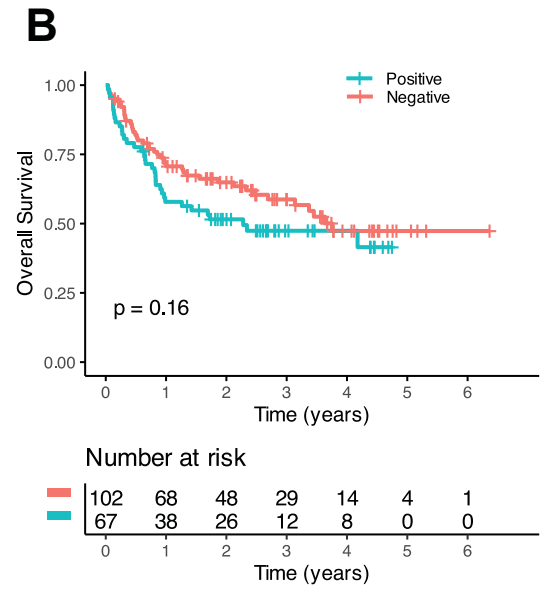 B
Positive
Negative
1.00
0.75
0.50
0.25
0.00
Overall Survival
p = 0.16
0 1 2 3 4 5 6
Time (years)
Number at risk
102 68 48 29 14 4 1
67 38 26 12 8 0 0
0 1 2 3 4 5 6
Time (years)